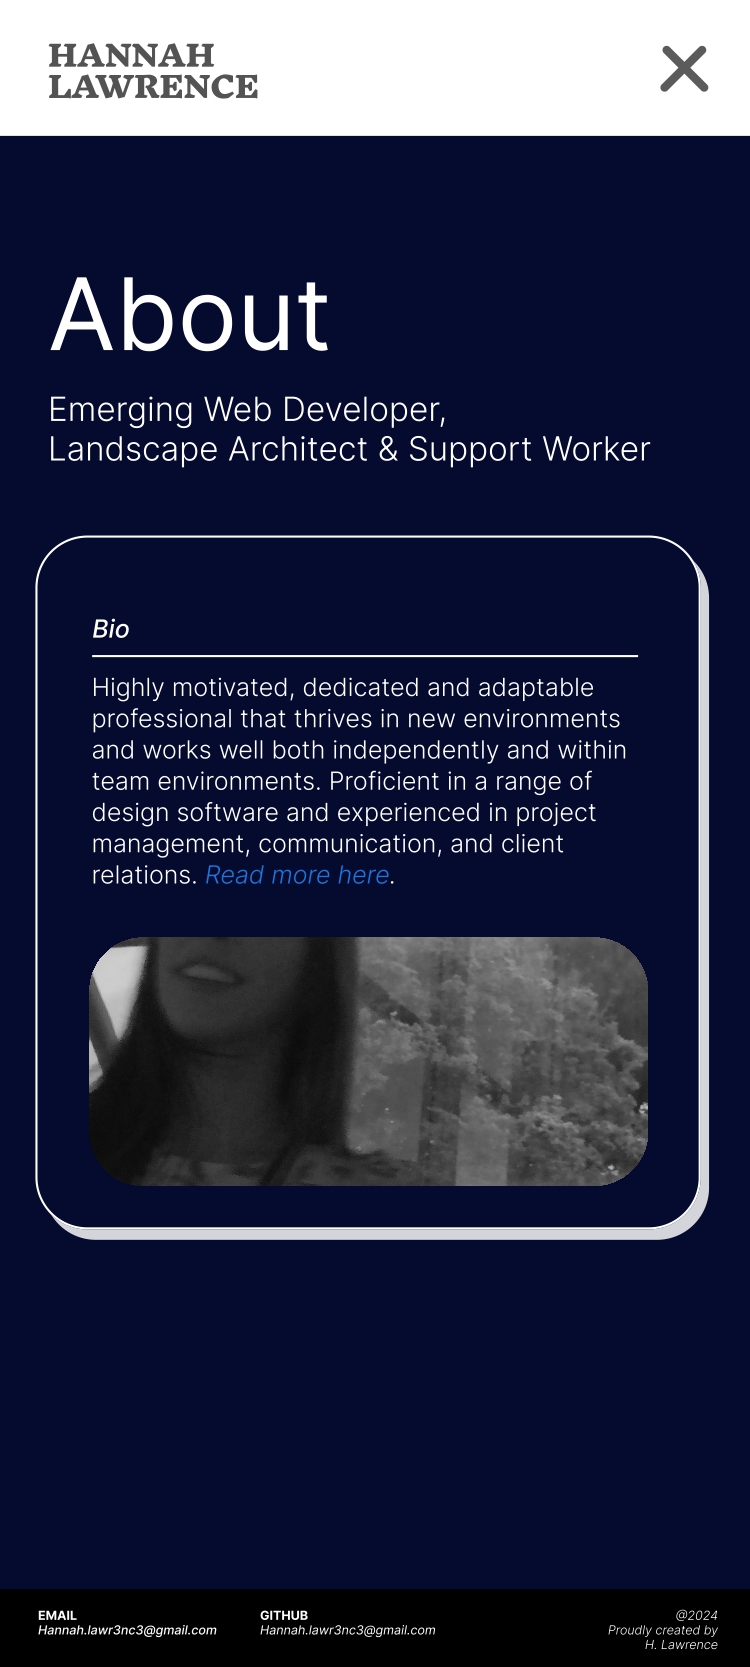 HANNAH
LAWRENCE
About
Emerging Web Developer,
Landscape Architect & Support Worker
Bio
Highly motivated, dedicated and adaptable
professional that thrives in new environments
and works well both independently and within
team environments. Proficient in a range of
design software and experienced in project
management, communication, and client
relations. Read more here.
EMAIL
Hannah.lawr3nc3@gmail.com
GITHUB
Hannah.lawr3nc3@gmail.com
@2024
Proudly created by
H. Lawrence